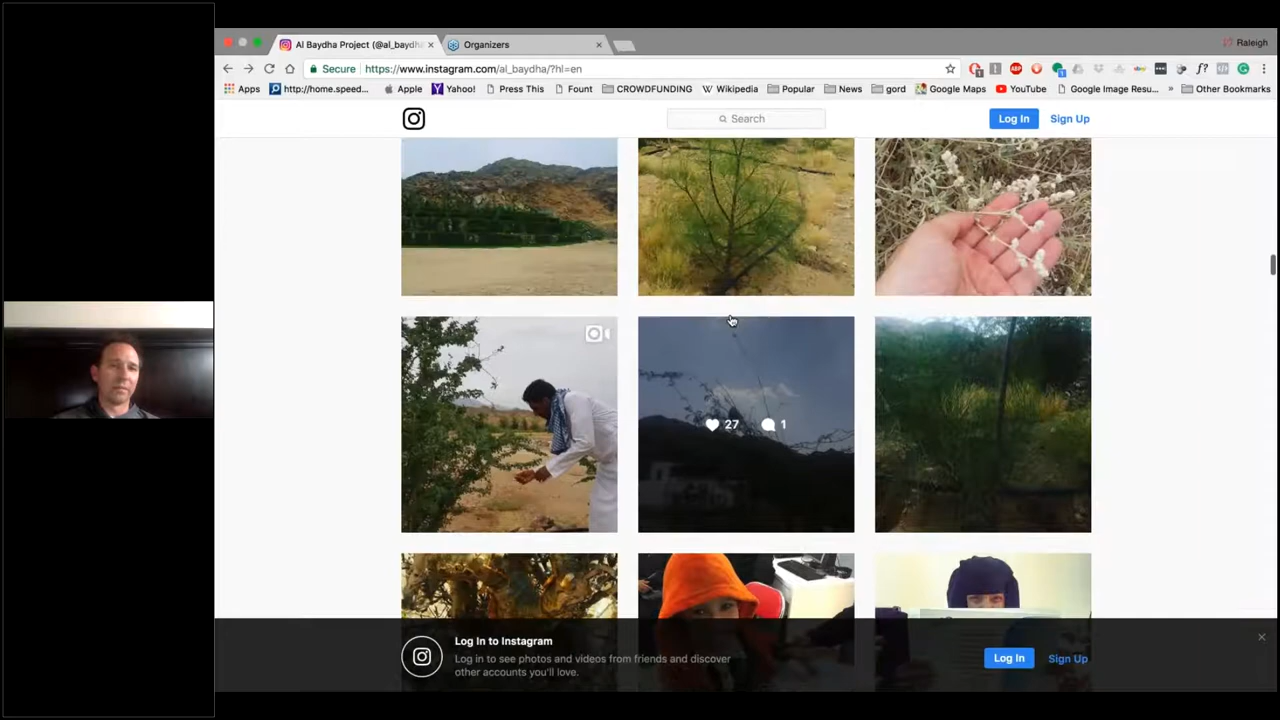 Al Baydha Project (@al_baydh
Organizers
Raleigh
Secure
https://www.instagram.com/al_baydha/?hl=en
Apps
http://home.speed...
Apple
Yahoo!
Press This
Fount
CROWDFUNDING
Wikipedia
Popular
News
gord
Google Maps
YouTube
Google Image Resu...
»
Other Bookmarks
Search
Log In
Sign Up
27
1
Log In to Instagram
Log in to see photos and videos from friends and discover
other accounts you'll love.
Log In
Sign Up